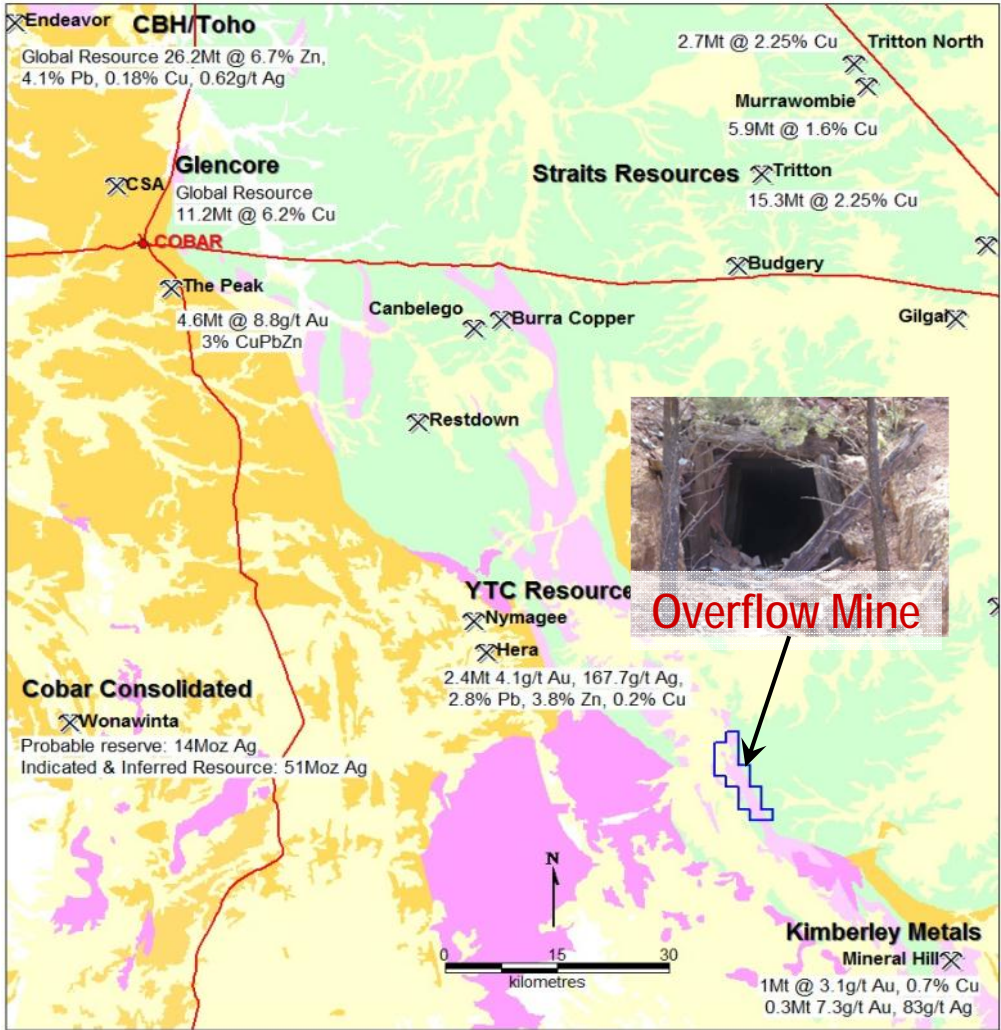 Endeavor
CBH/Toho
Global Resource 26.2Mt @ 6.7% Zn,
4.1% Pb, 0.18% Cu, 0.62g/t Ag
2.7Mt @ 2.25% Cu
Tritton North
Murrawombie
5.9Mt @ 1.6% Cu
Glencore
CSA
Global Resource
11.2Mt @ 6.2% Cu
Straits Resources
Tritton
15.3Mt @ 2.25% Cu
COBAR
Budgery
The Peak
4.6Mt @ 8.8g/t Au
3% CuPbZn
Canbelego
Burra Copper
Gilgai
Restdown
YTC Resource
Overflow Mine
Nymagee
Hera
2.4Mt 4.1g/t Au, 167.7g/t Ag,
2.8% Pb, 3.8% Zn, 0.2% Cu
Cobar Consolidated
Wonawinta
Probable reserve: 14Moz Ag
Indicated & Inferred Resource: 51Moz Ag
N
0 15 30
kilometres
Kimberley Metals
Mineral Hill
1Mt @ 3.1g/t Au, 0.7% Cu
0.3Mt 7.3g/t Au, 83g/t Ag